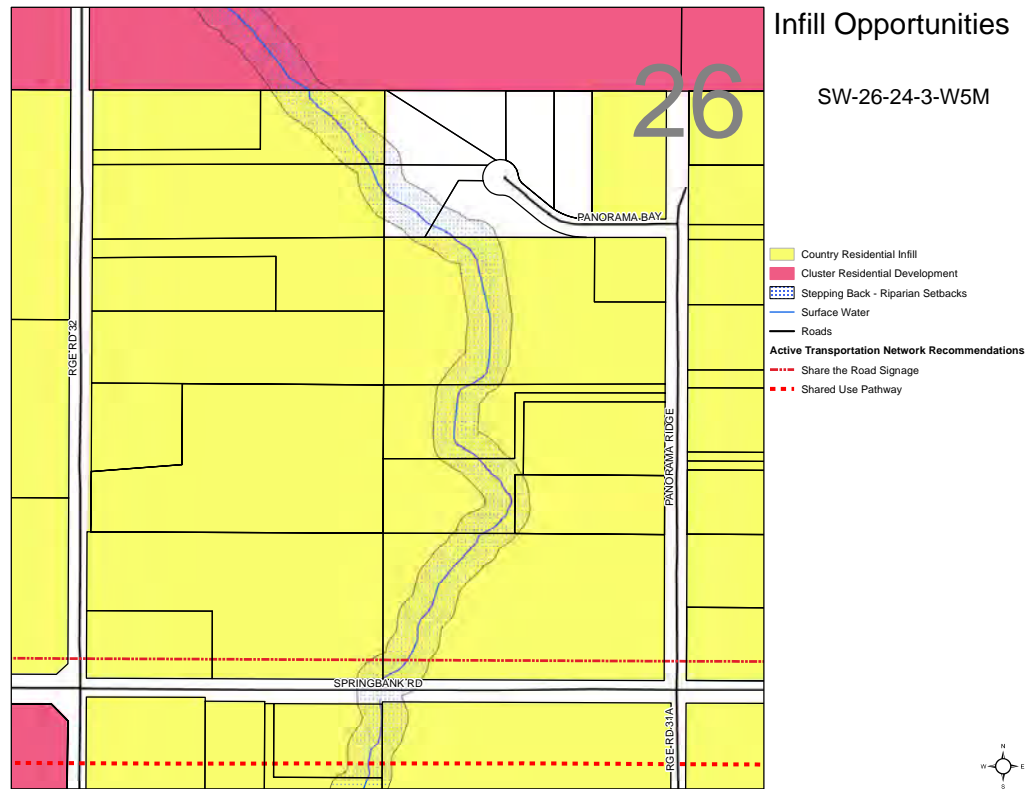 Infill Opportunities
SW-26-24-3-W5M
26
PANORAMA BAY
RGE RD 32
PANORAMA RIDGE
SPRINGBANK RD
RGE RD 31A
Country Residential Infill
Cluster Residential Development
Stepping Back - Riparian Setbacks
Surface Water
Roads
Active Transportation Network Recommendations
Share the Road Signage
Shared Use Pathway
N
W E
S